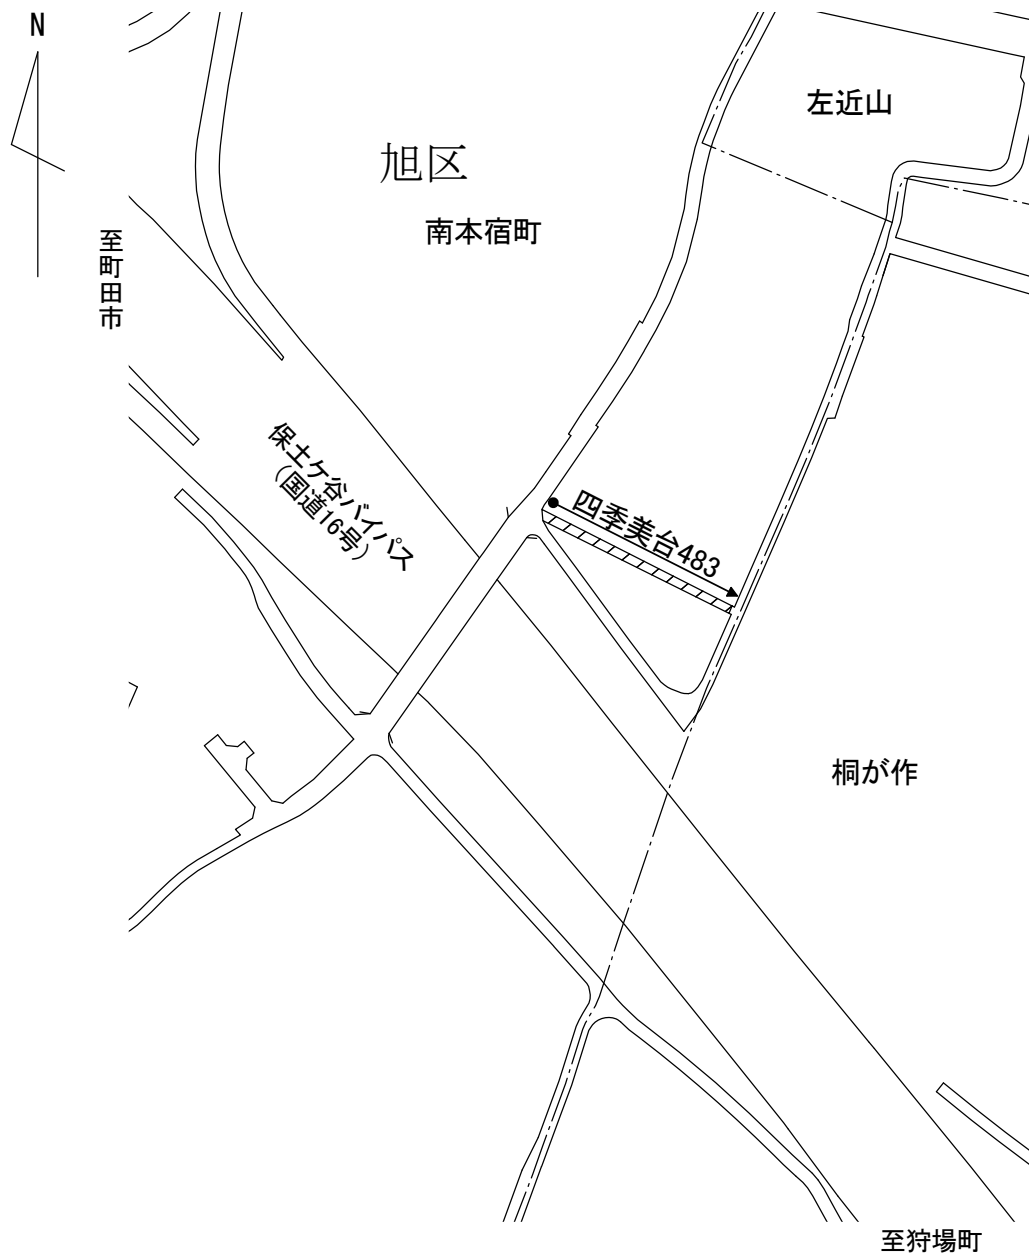 N
左近山
旭区
南本宿町
至町田市
保土ケ谷バイパス
（国道16号）
四季美台483
桐が作
至狩場町